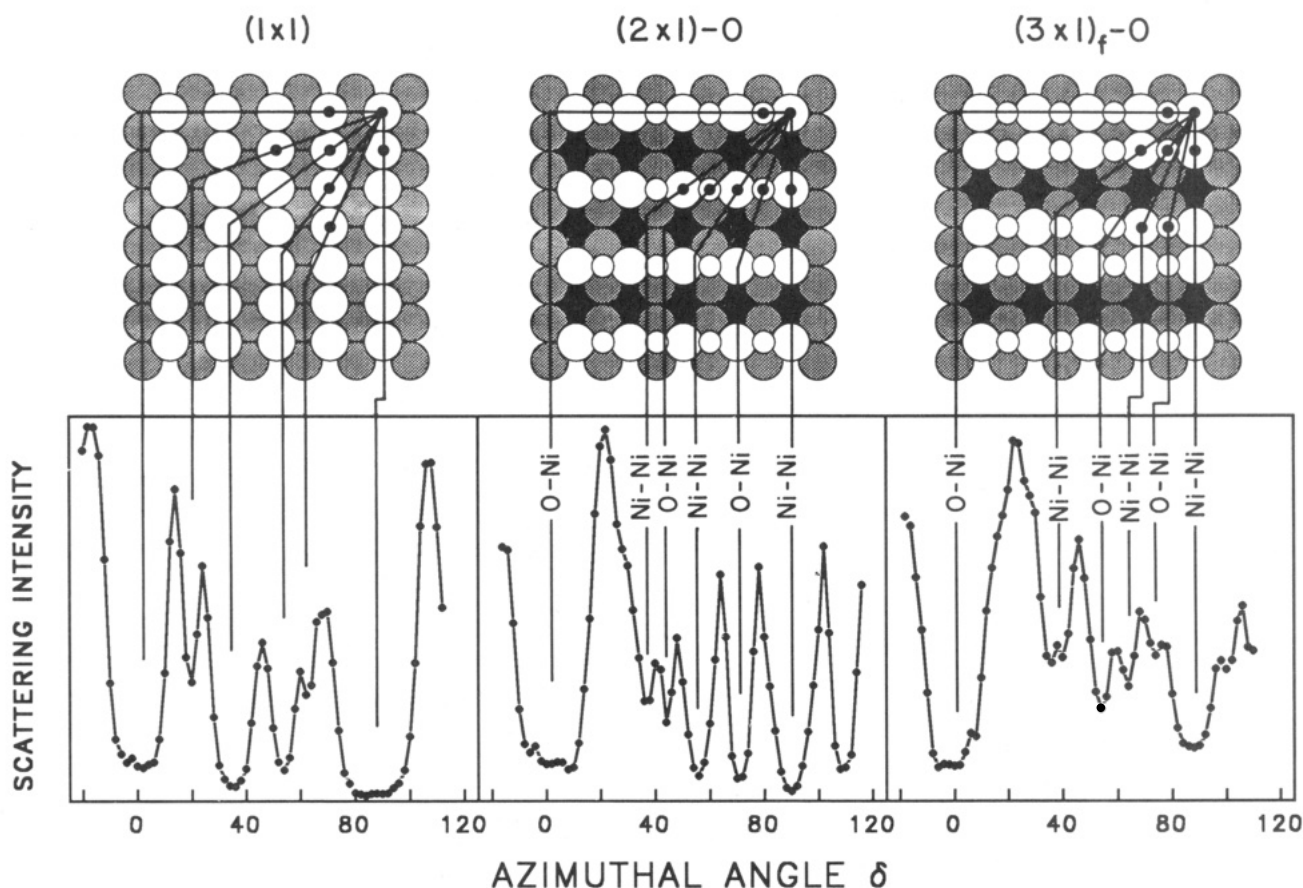 (1x1)
(2x1)-O
(3x1)f-O
SCATTERING INTENSITY
O-Ni
Ni-Ni
O-Ni
Ni-Ni
O-Ni
Ni-Ni
O-Ni
Ni-Ni
O-Ni
Ni-Ni
O-Ni
Ni-Ni
0 40 80 120 0 40 80 120 0 40 80 120
AZIMUTHAL ANGLE δ